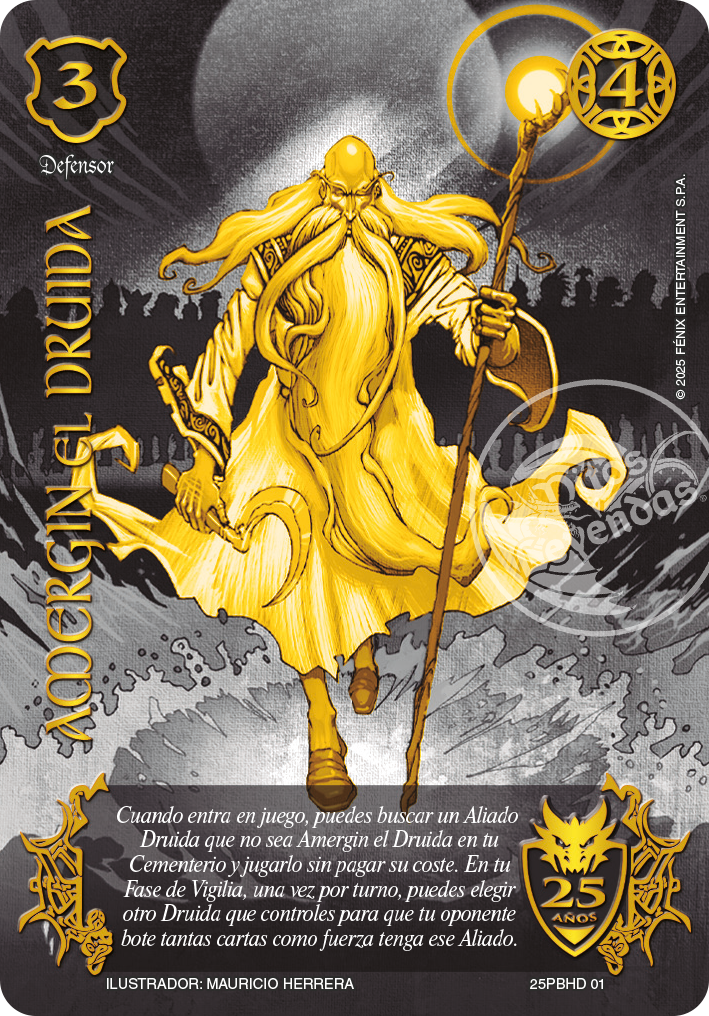 3
4
Defensor
AMERGIN EL DRUIDA
© 2025 FÉNIX ENTERTAINMENT S.P.A.
Mitos
Leyendas®
Cuando entra en juego, puedes buscar un Aliado
Druida que no sea Amergin el Druida en tu
Cementerio y jugarlo sin pagar su coste. En tu
Fase de Vigilia, una vez por turno, puedes elegir
otro Druida que controles para que tu oponente
bote tantas cartas como fuerza tenga ese Aliado.
25
AÑOS
ILUSTRADOR: MAURICIO HERRERA
25PBHD 01